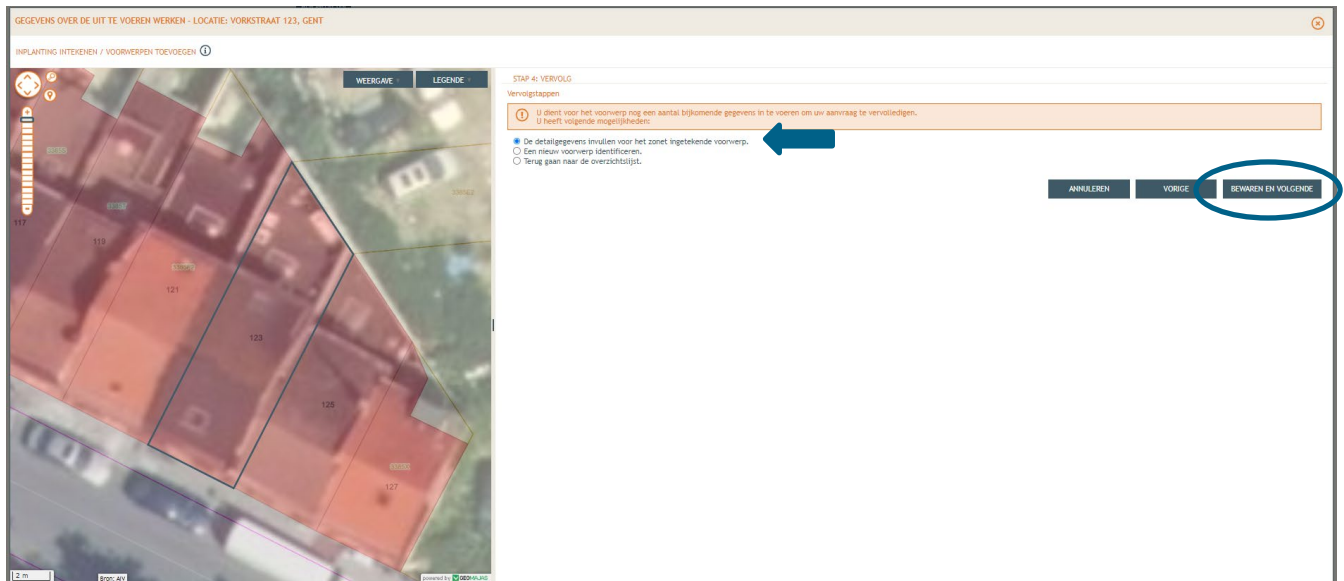 GEGEVENS OVER DE UIT TE VOEREN WERKEN - LOCATIE: VORKSTRAAT 123, GENT
INPLANTING INTEKENEN / VOORWERPEN TOEVOEGEN
WEERGAVE
LEGENDE
STAP 4: VERVOLG
Vervolgstappen
U dient voor het voorwerp nog een aantal bijkomende gegevens in te voeren om uw aanvraag te vervolledigen.
U heeft volgende mogelijkheden:
De detailgegevens invullen voor het zonet ingetekende voorwerp.
Een nieuw voorwerp identificeren.
Terug gaan naar de overzichtslijst.
ANNULEREN
VORIGE
BEWAREN EN VOLGENDE
117
119
121
123
125
127
2 m
Bron: AIV
powered by GEOMAJAS